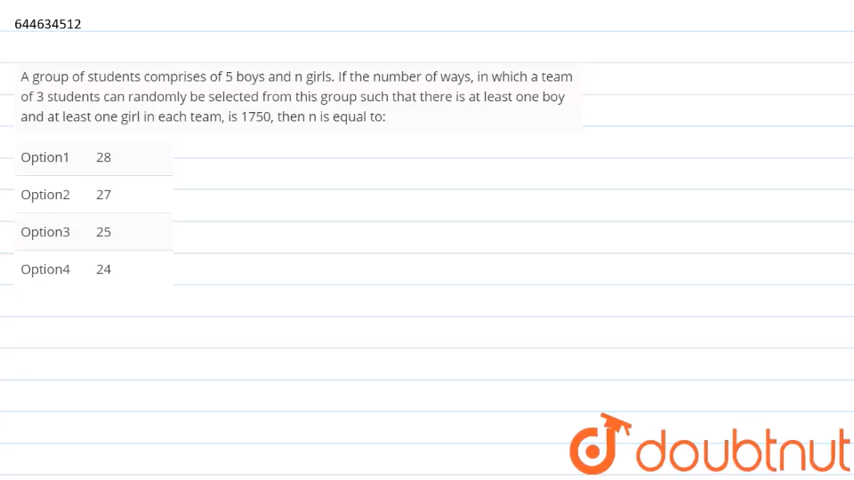 644634512
A group of students comprises of 5 boys and n girls. If the number of ways, in which a team
of 3 students can randomly be selected from this group such that there is at least one boy
and at least one girl in each team, is 1750, then n is equal to:
Option1 28
Option2 27
Option3 25
Option4 24
doubtnut